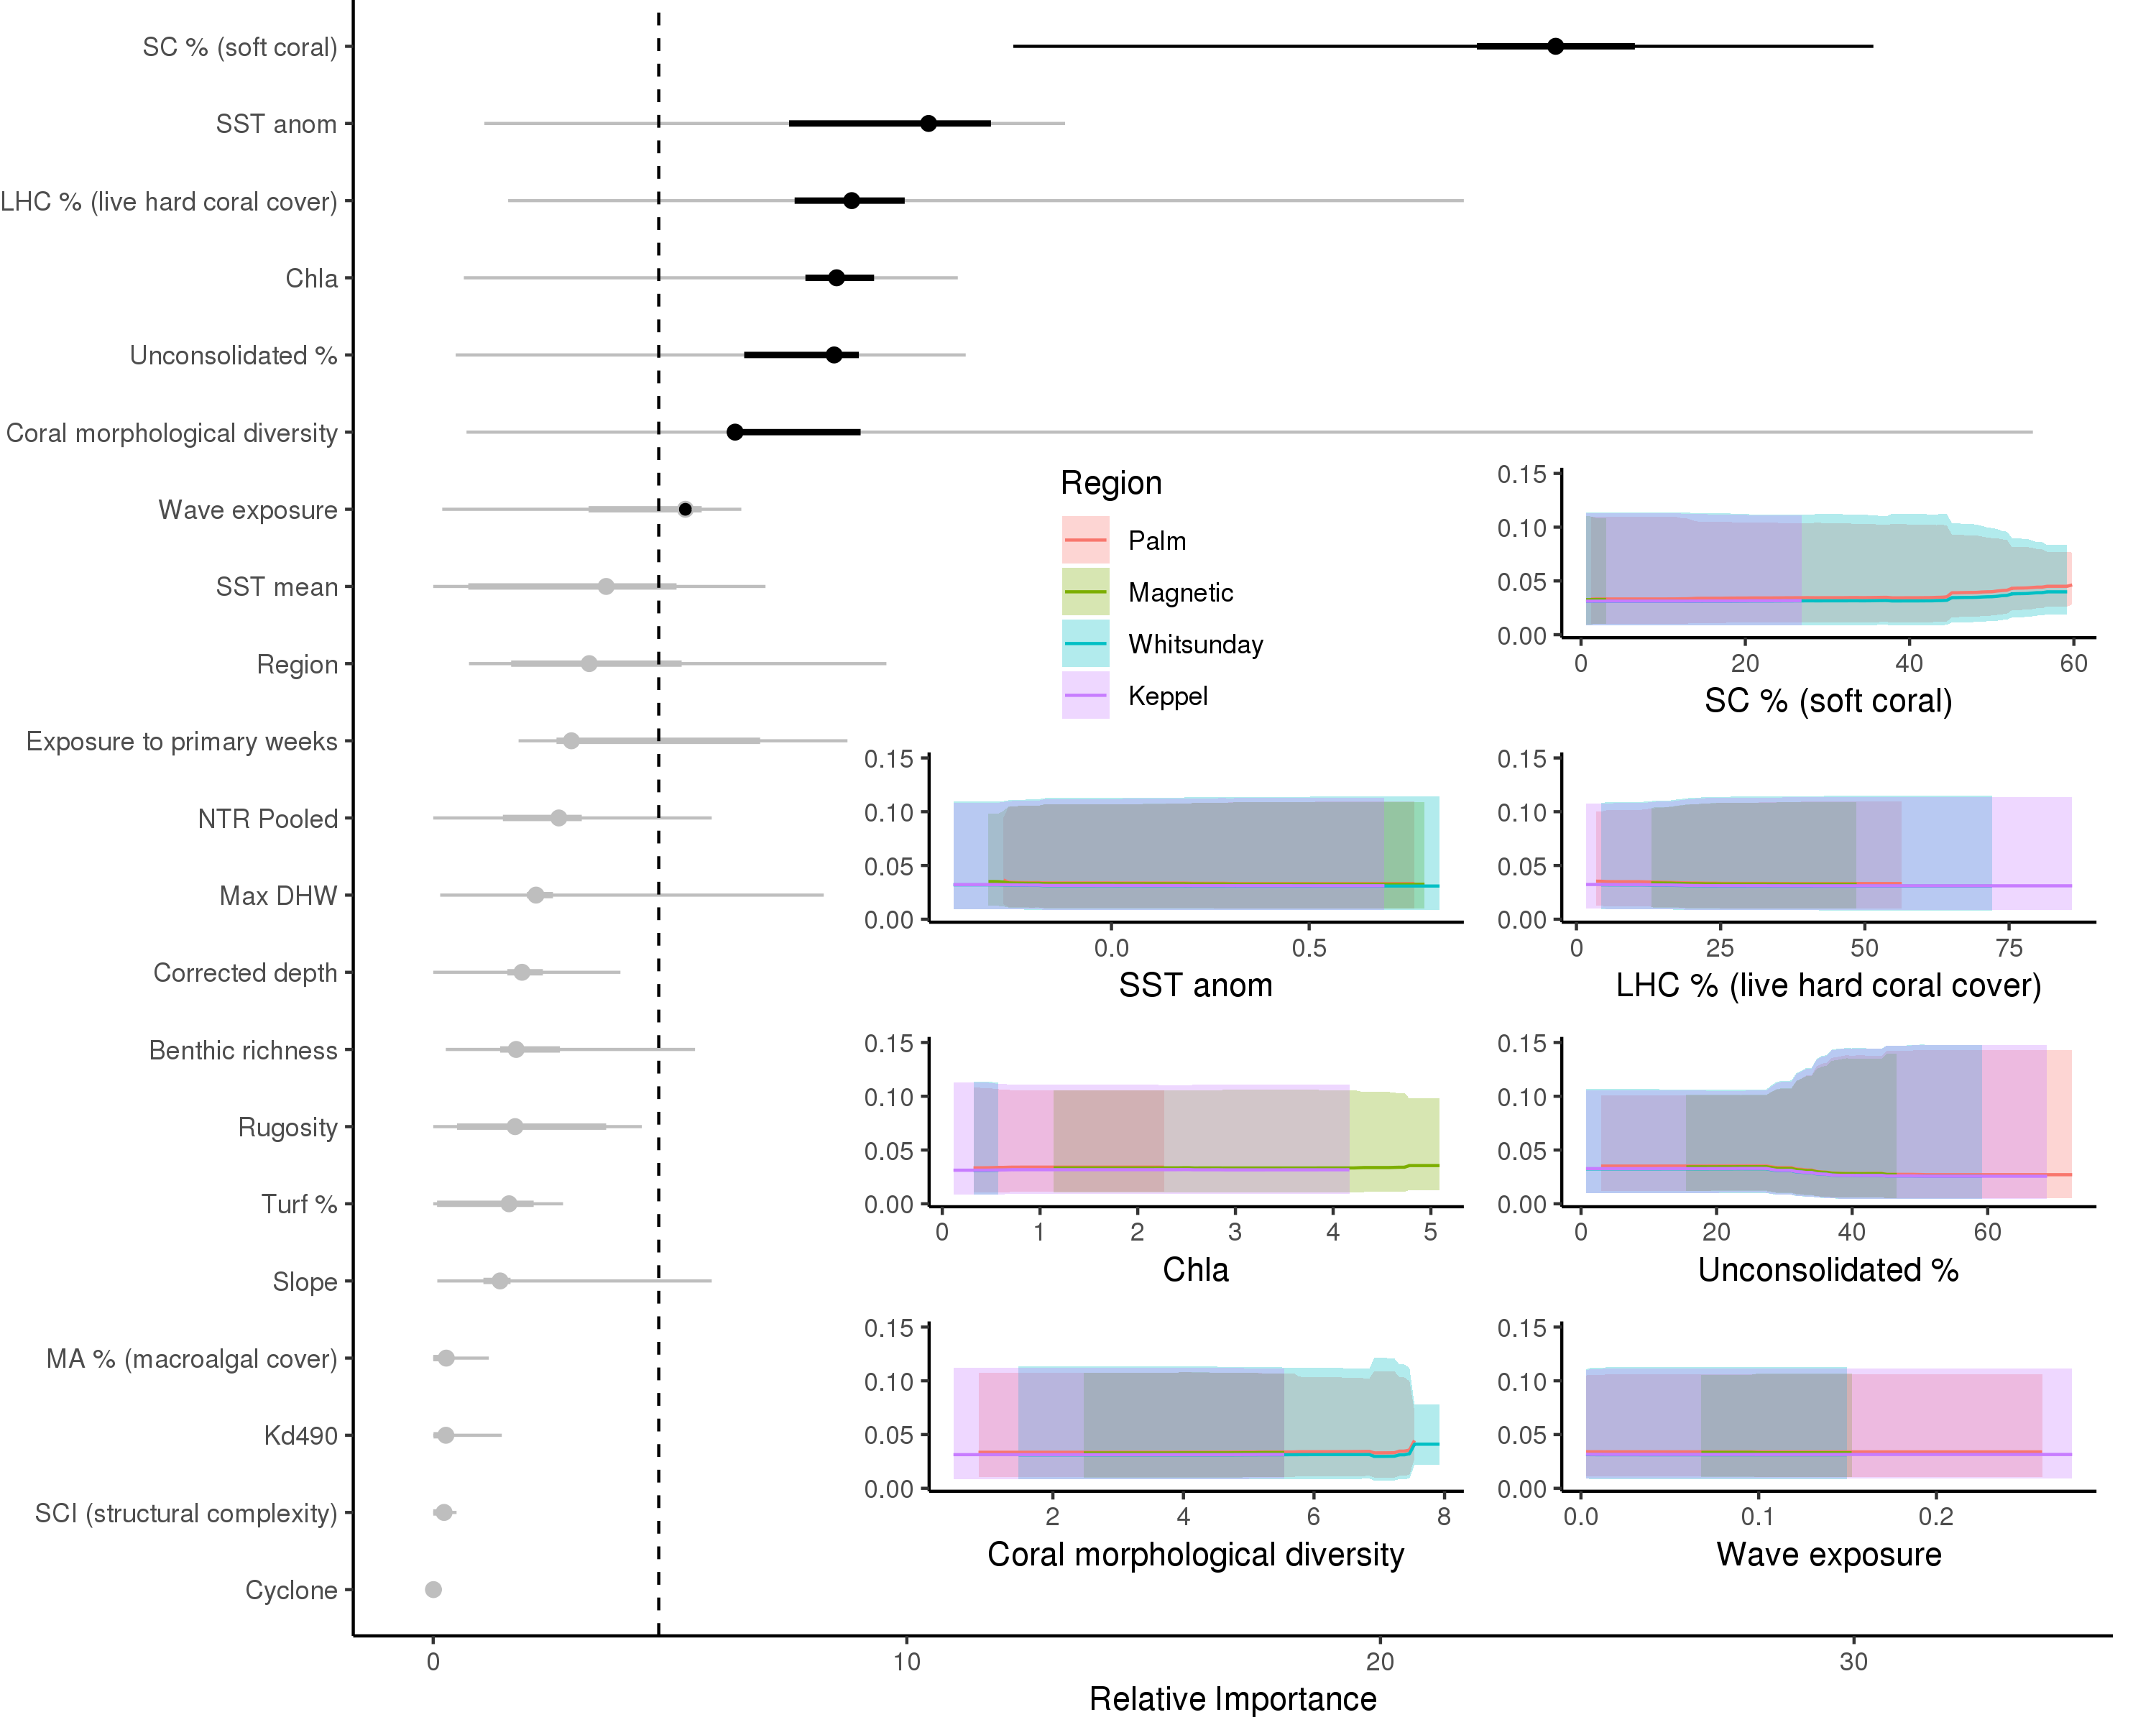 SC % (soft coral)
SST anom
LHC % (live hard coral cover)
Chla
Unconsolidated %
Coral morphological diversity
Wave exposure
SST mean
Region
Exposure to primary weeks
NTR Pooled
Max DHW
Corrected depth
Benthic richness
Rugosity
Turf %
Slope
MA % (macroalgal cover)
Kd490
SCI (structural complexity)
Cyclone
0 10 20 30
Relative Importance
Region
Palm
Magnetic
Whitsunday
Keppel
0.15
0.10
0.05
0.00
0 20 40 60
SC % (soft coral)
0.15
0.10
0.05
0.00
0.0 0.5
SST anom
0.15
0.10
0.05
0.00
0 25 50 75
LHC % (live hard coral cover)
0.15
0.10
0.05
0.00
0 1 2 3 4 5
Chla
0.15
0.10
0.05
0.00
0 20 40 60
Unconsolidated %
0.15
0.10
0.05
0.00
2 4 6 8
Coral morphological diversity
0.15
0.10
0.05
0.00
0.0 0.1 0.2
Wave exposure